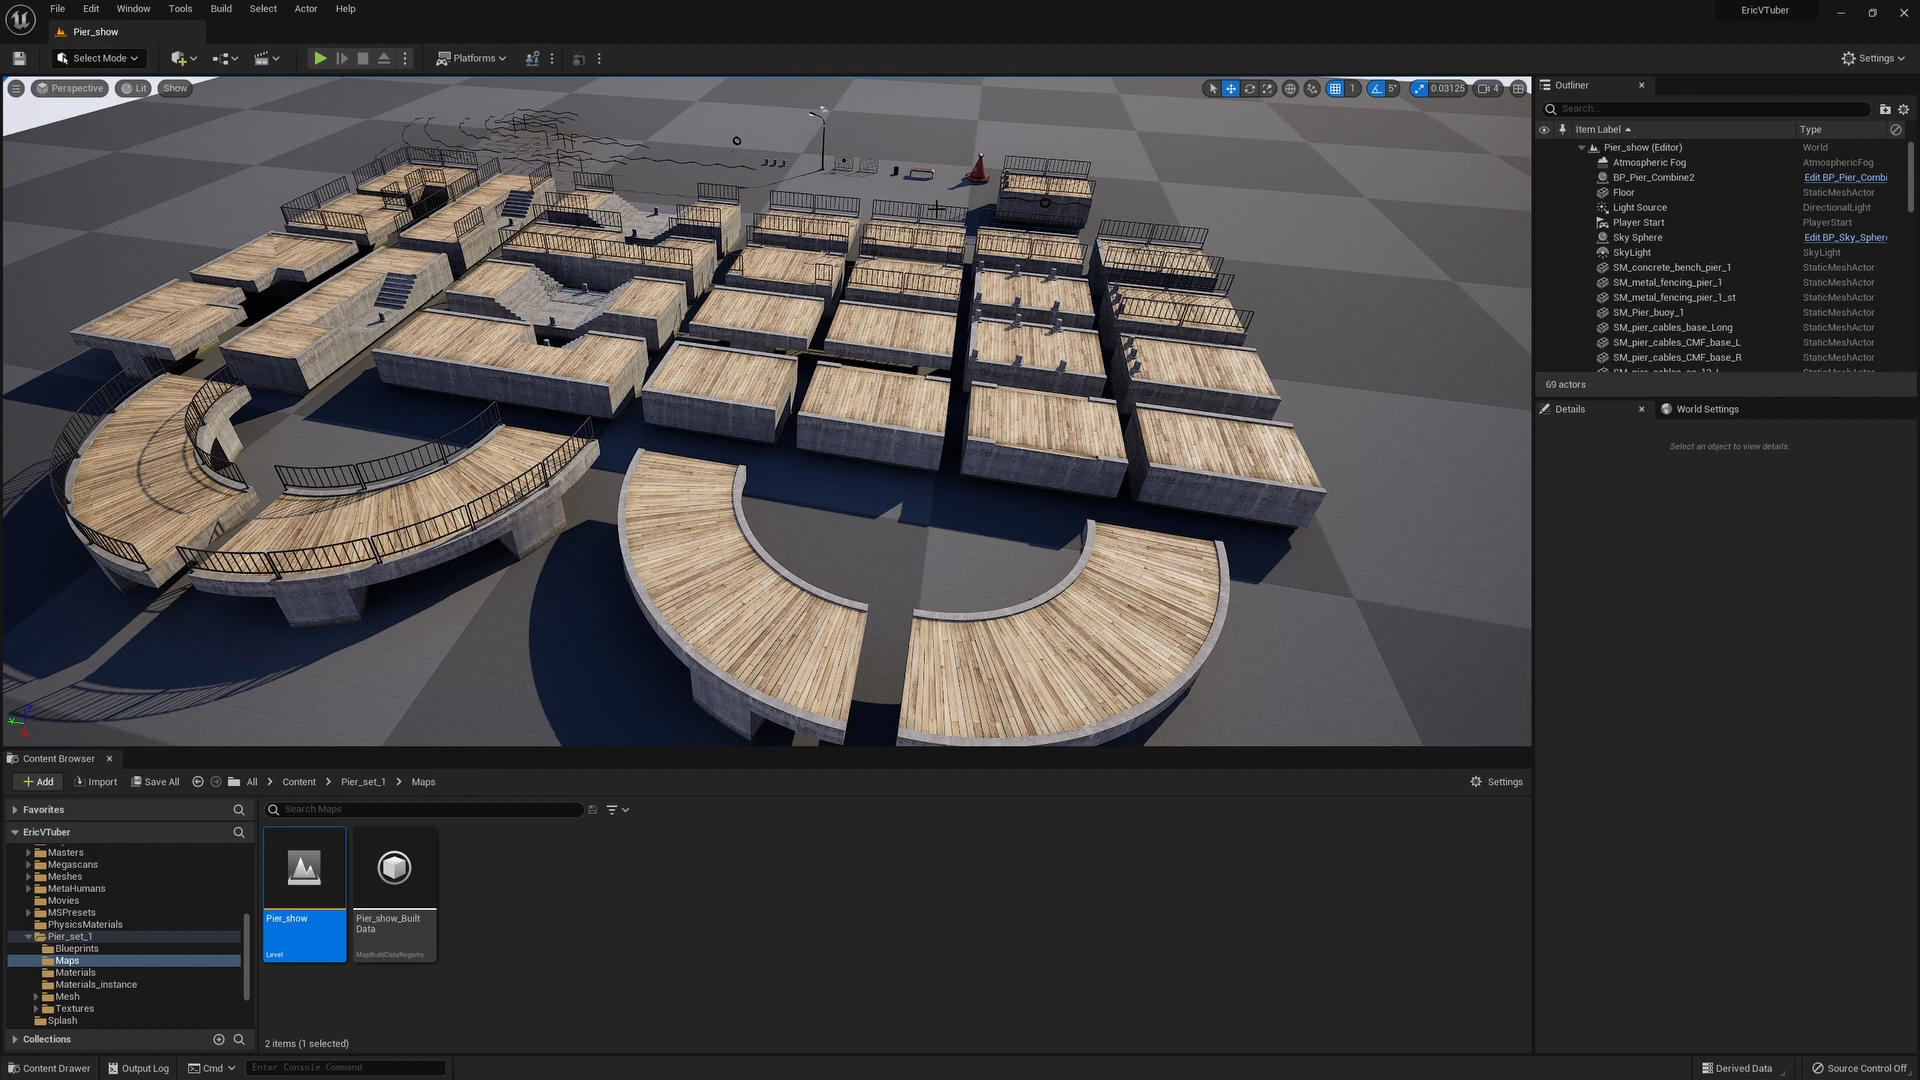 File Edit Window Tools Build Select Actor Help
EricVTuber
Pier_show
Select Mode
Platforms
Settings
Perspective Lit Show
1 5° 0.03125 4
Outliner
Search...
Item Label Type
Pier_show (Editor) World
Atmospheric Fog AtmosphericFog
BP_Pier_Combine2 Edit BP_Pier_Combi
Floor StaticMeshActor
Light Source DirectionalLight
Player Start PlayerStart
Sky Sphere Edit BP_Sky_Spher
SkyLight SkyLight
SM_concrete_bench_pier_1 StaticMeshActor
SM_metal_fencing_pier_1 StaticMeshActor
SM_metal_fencing_pier_1_st StaticMeshActor
SM_Pier_buoy_1 StaticMeshActor
SM_pier_cables_base_Long StaticMeshActor
SM_pier_cables_CMF_base_L StaticMeshActor
SM_pier_cables_CMF_base_R StaticMeshActor
69 actors
Details World Settings
Select an object to view details.
Content Browser
Add Import Save All All Content Pier_set_1 Maps Settings
Favorites
Search Maps
EricVTuber
Masters
Megascans
Meshes
MetaHumans
Movies
MSPresets
PhysicsMaterials
Pier_set_1
Blueprints
Maps
Materials
Materials_instance
Mesh
Textures
Splash
Pier_show
Level
Pier_show_Built
Data
MapBuildDataRegistry
Collections
2 items (1 selected)
Content Drawer Output Log Cmd Enter Console Command Derived Data Source Control Off